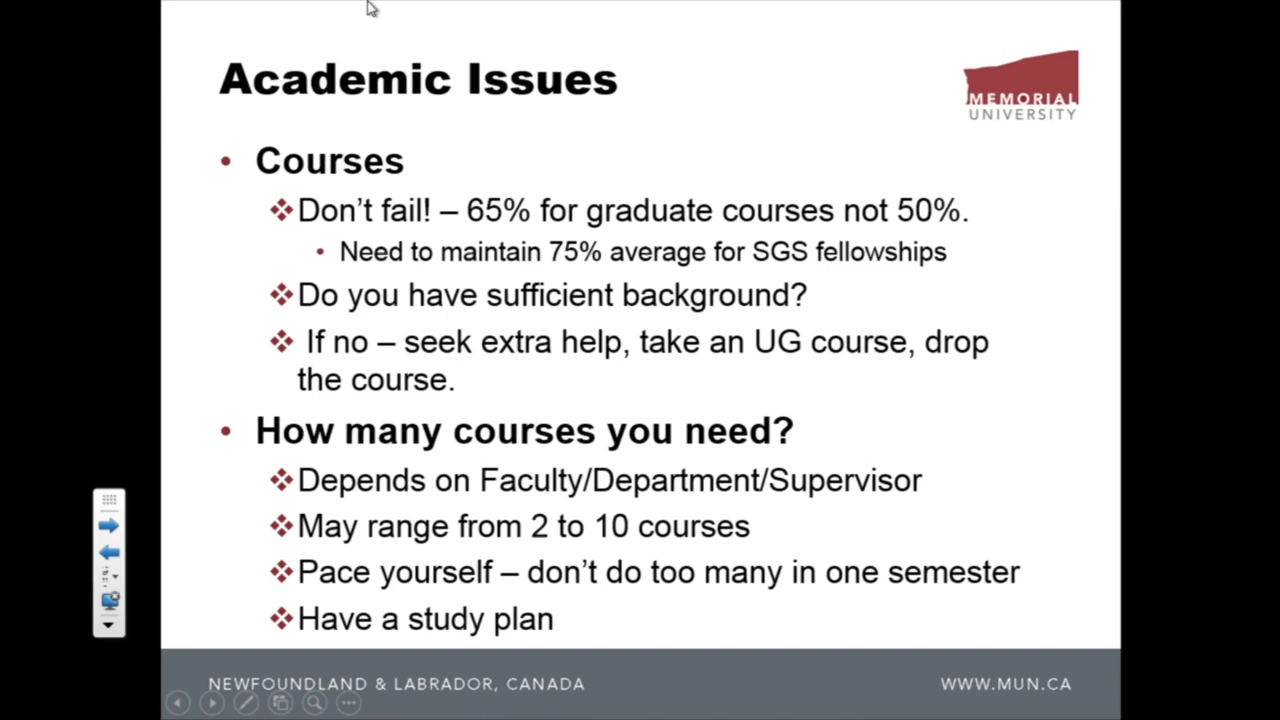 Academic Issues
MEMORIAL
UNIVERSITY
• Courses
❖Don't fail! – 65% for graduate courses not 50%.
• Need to maintain 75% average for SGS fellowships
❖Do you have sufficient background?
❖ If no – seek extra help, take an UG course, drop
the course.
• How many courses you need?
❖Depends on Faculty/Department/Supervisor
❖May range from 2 to 10 courses
❖Pace yourself – don't do too many in one semester
❖Have a study plan
NEWFOUNDLAND & LABRADOR, CANADA
WWW.MUN.CA